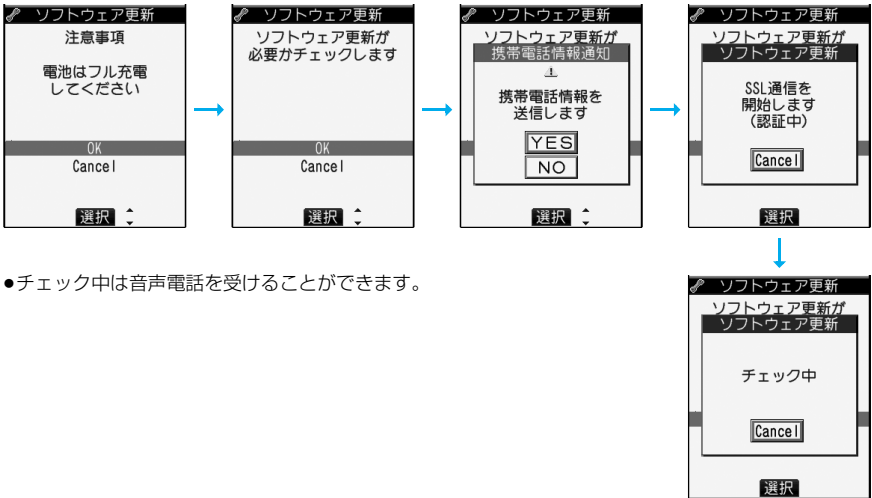 ソフトウェア更新
注意事項
電池はフル充電
してください
OK
Cancel
選択
ソフトウェア更新
ソフトウェア更新が
必要かチェックします
OK
Cancel
選択
ソフトウェア更新
ソフトウェア更新が
携帯電話情報通知
携帯電話情報を
送信します
YES
NO
選択
ソフトウェア更新
ソフトウェア更新が
ソフトウェア更新
SSL通信を
開始します
(認証中)
Cancel
選択
●チェック中は音声電話を受けることができます。
ソフトウェア更新
ソフトウェア更新が
ソフトウェア更新
チェック中
Cancel
選択